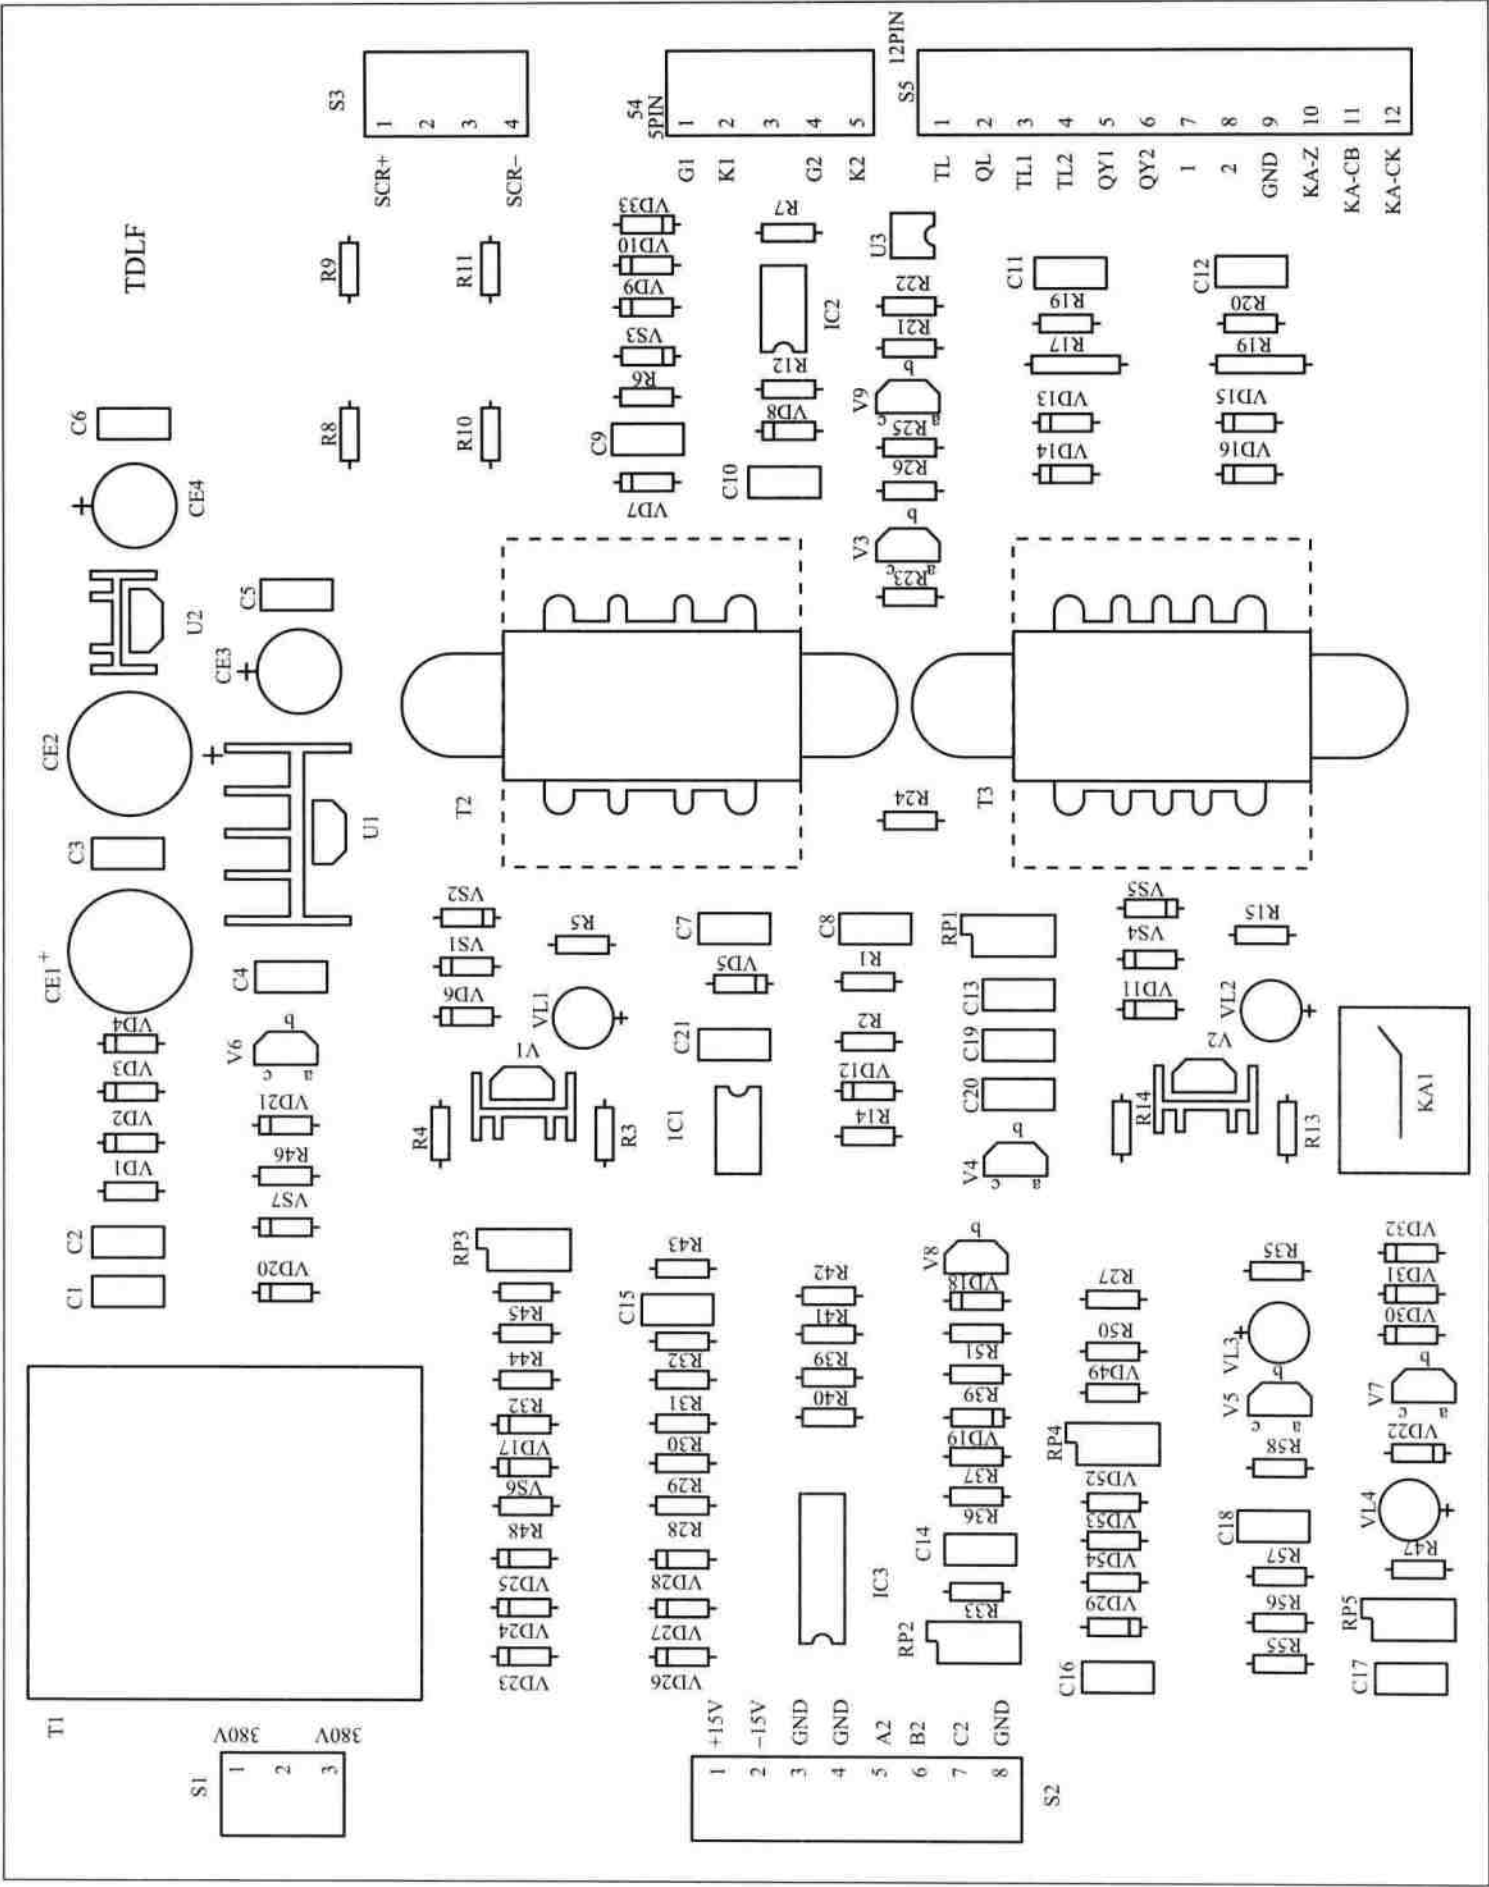 12PIN
S3
S4
5PIN
S5
1
2
3
4
1
2
3
4
5
1
2
3
4
5
6
7
8
9
10
11
12
SCR+
SCR−
G1
K1
G2
K2
TL
QL
TL1
TL2
QY1
QY2
1
2
GND
KA-Z
KA-CB
KA-CK
TDLF
VD33
R7
U3
R9
R11
VD10
C11
C12
VD9
IC2
R22
R19
R20
VS3
R21
R17
R19
R6
R12
b
V9
c
a
VD13
VD15
C6
R8
R10
C9
VD8
R25
VD14
VD16
C10
R26
VD7
CE4
b
V3
c
a
R23
C5
U2
CE3
CE2
U1
T2
R24
T3
C3
VS2
VS5
CE1
+
R5
C7
C8
RP1
R15
VS1
VS4
C4
VD5
R1
VD6
VL1
C13
VD11
VL2
VD4
b
V6
c
a
C21
R2
C19
VD3
V1
V2
VD12
VD2
VD21
C20
R4
R3
IC1
R14
R14
R13
KA1
VD1
R46
b
V4
c
a
VS7
C2
RP3
R43
b
V8
R35
VD32
C1
VD20
R42
VD18
R27
VD31
R45
C15
R41
VL3
VD30
R44
R32
R39
R51
R50
b
V5
c
a
b
V7
c
a
R32
R31
R40
R39
VD49
VD17
R30
VD19
RP4
R58
VD22
VS6
R29
R37
VD52
R48
R28
R36
VD53
C18
VL4
C14
VD54
R57
R47
VD25
VD28
IC3
R33
VD29
R56
VD24
VD27
RP2
R55
RP5
VD23
VD26
C16
C17
T1
380V
380V
+15V
−15V
GND
GND
A2
B2
C2
GND
S1
1
2
3
1
2
3
4
5
6
7
8
S2